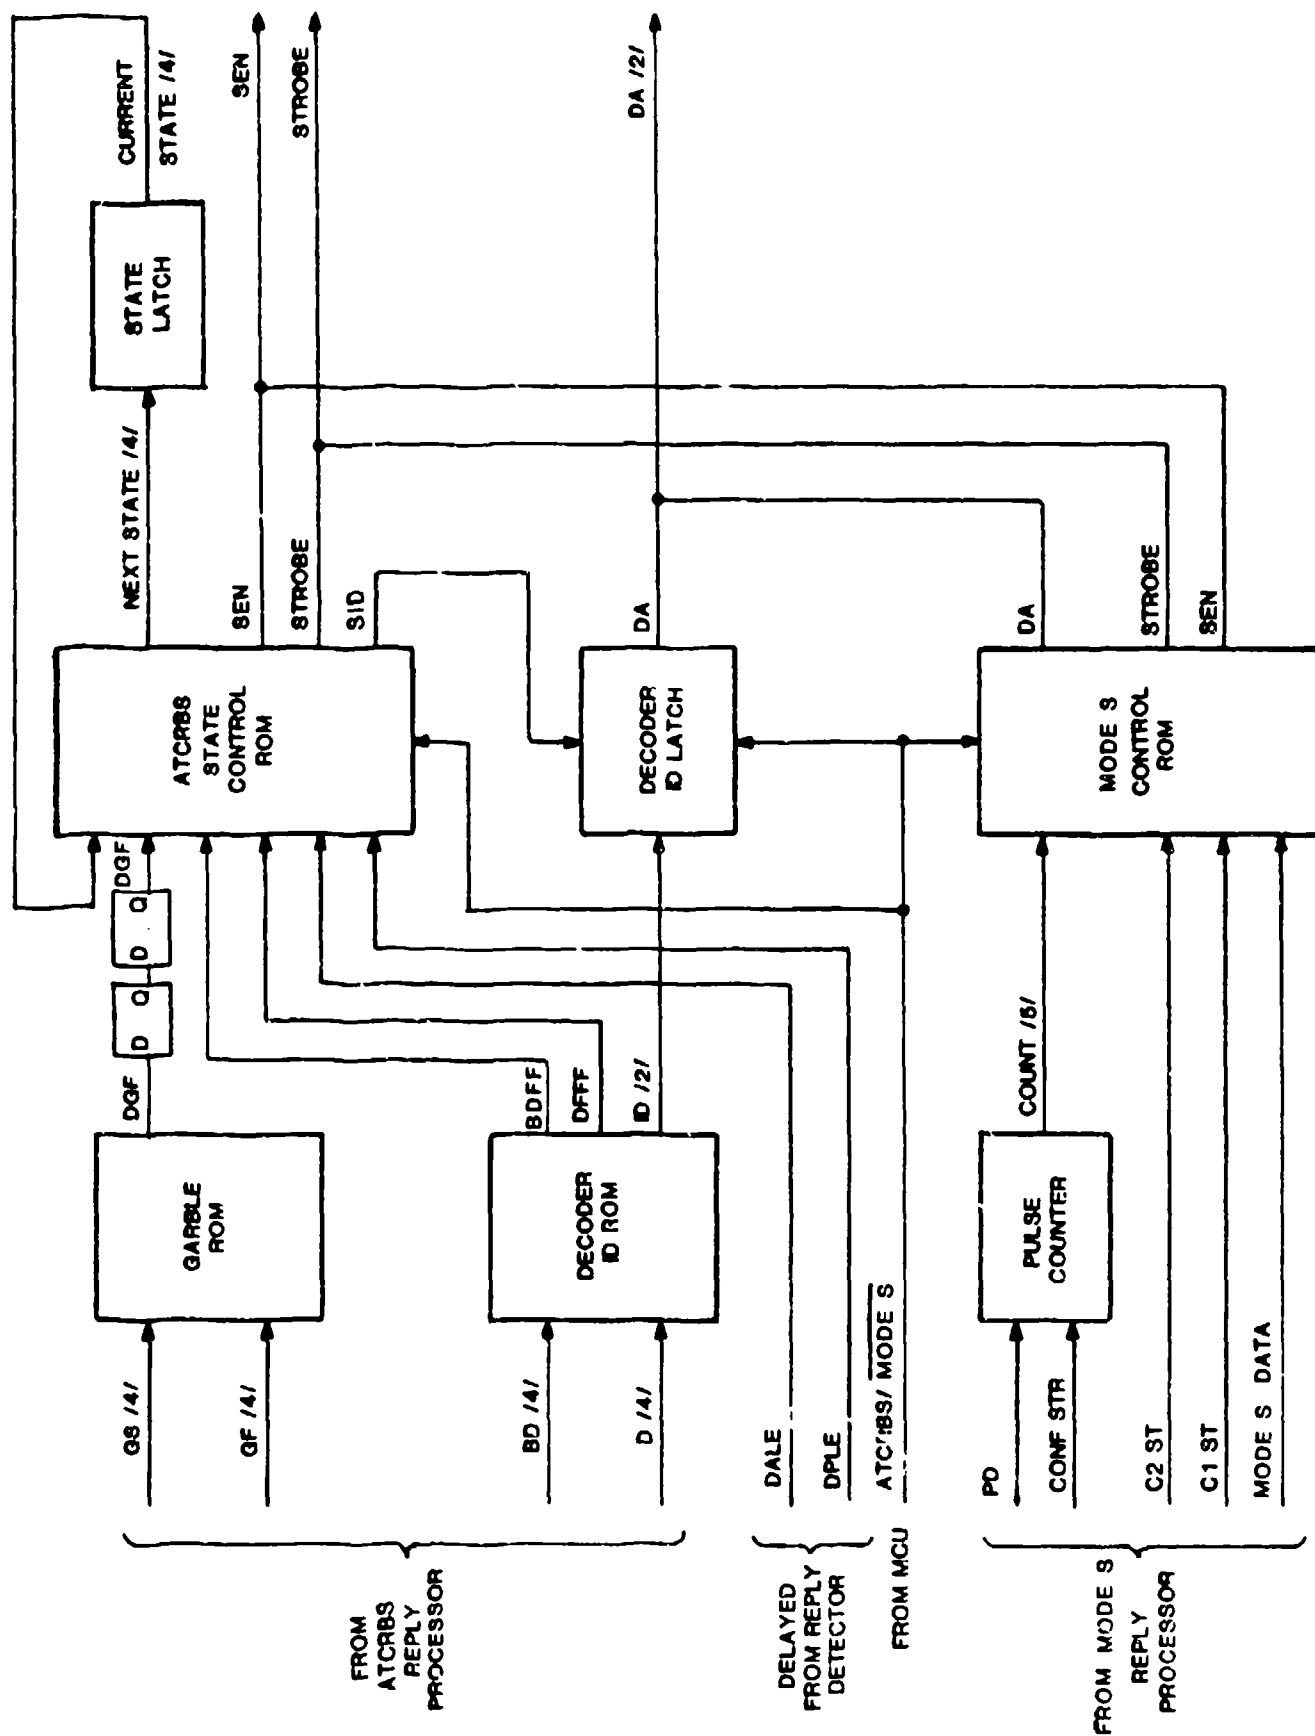 FROM
ATCRBS
REPLY
PROCESSOR
GS /4/
GF /4/
BD /4/
D /4/
GARBLE
ROM
DGF
D Q
D Q
DGF
DECODER
ID ROM
BDFF
DFFF
ID /2/
ATCRBS
STATE
CONTROL
ROM
NEXT STATE /4/
SEN
STROBE
SID
STATE
LATCH
CURRENT
STATE /4/
SEN
STROBE
DECODER
ID LATCH
DA
DA /2/
DELAYED
FROM REPLY
DETECTOR
DALE
DPLE
FROM MCU
ATCRBS/ MODE S
FROM MODE S
REPLY
PROCESSOR
PD
CONF STR
C2 ST
C1 ST
MODE S DATA
PULSE
COUNTER
COUNT
MODE S
CONTROL
ROM
DA
STROBE
SEN